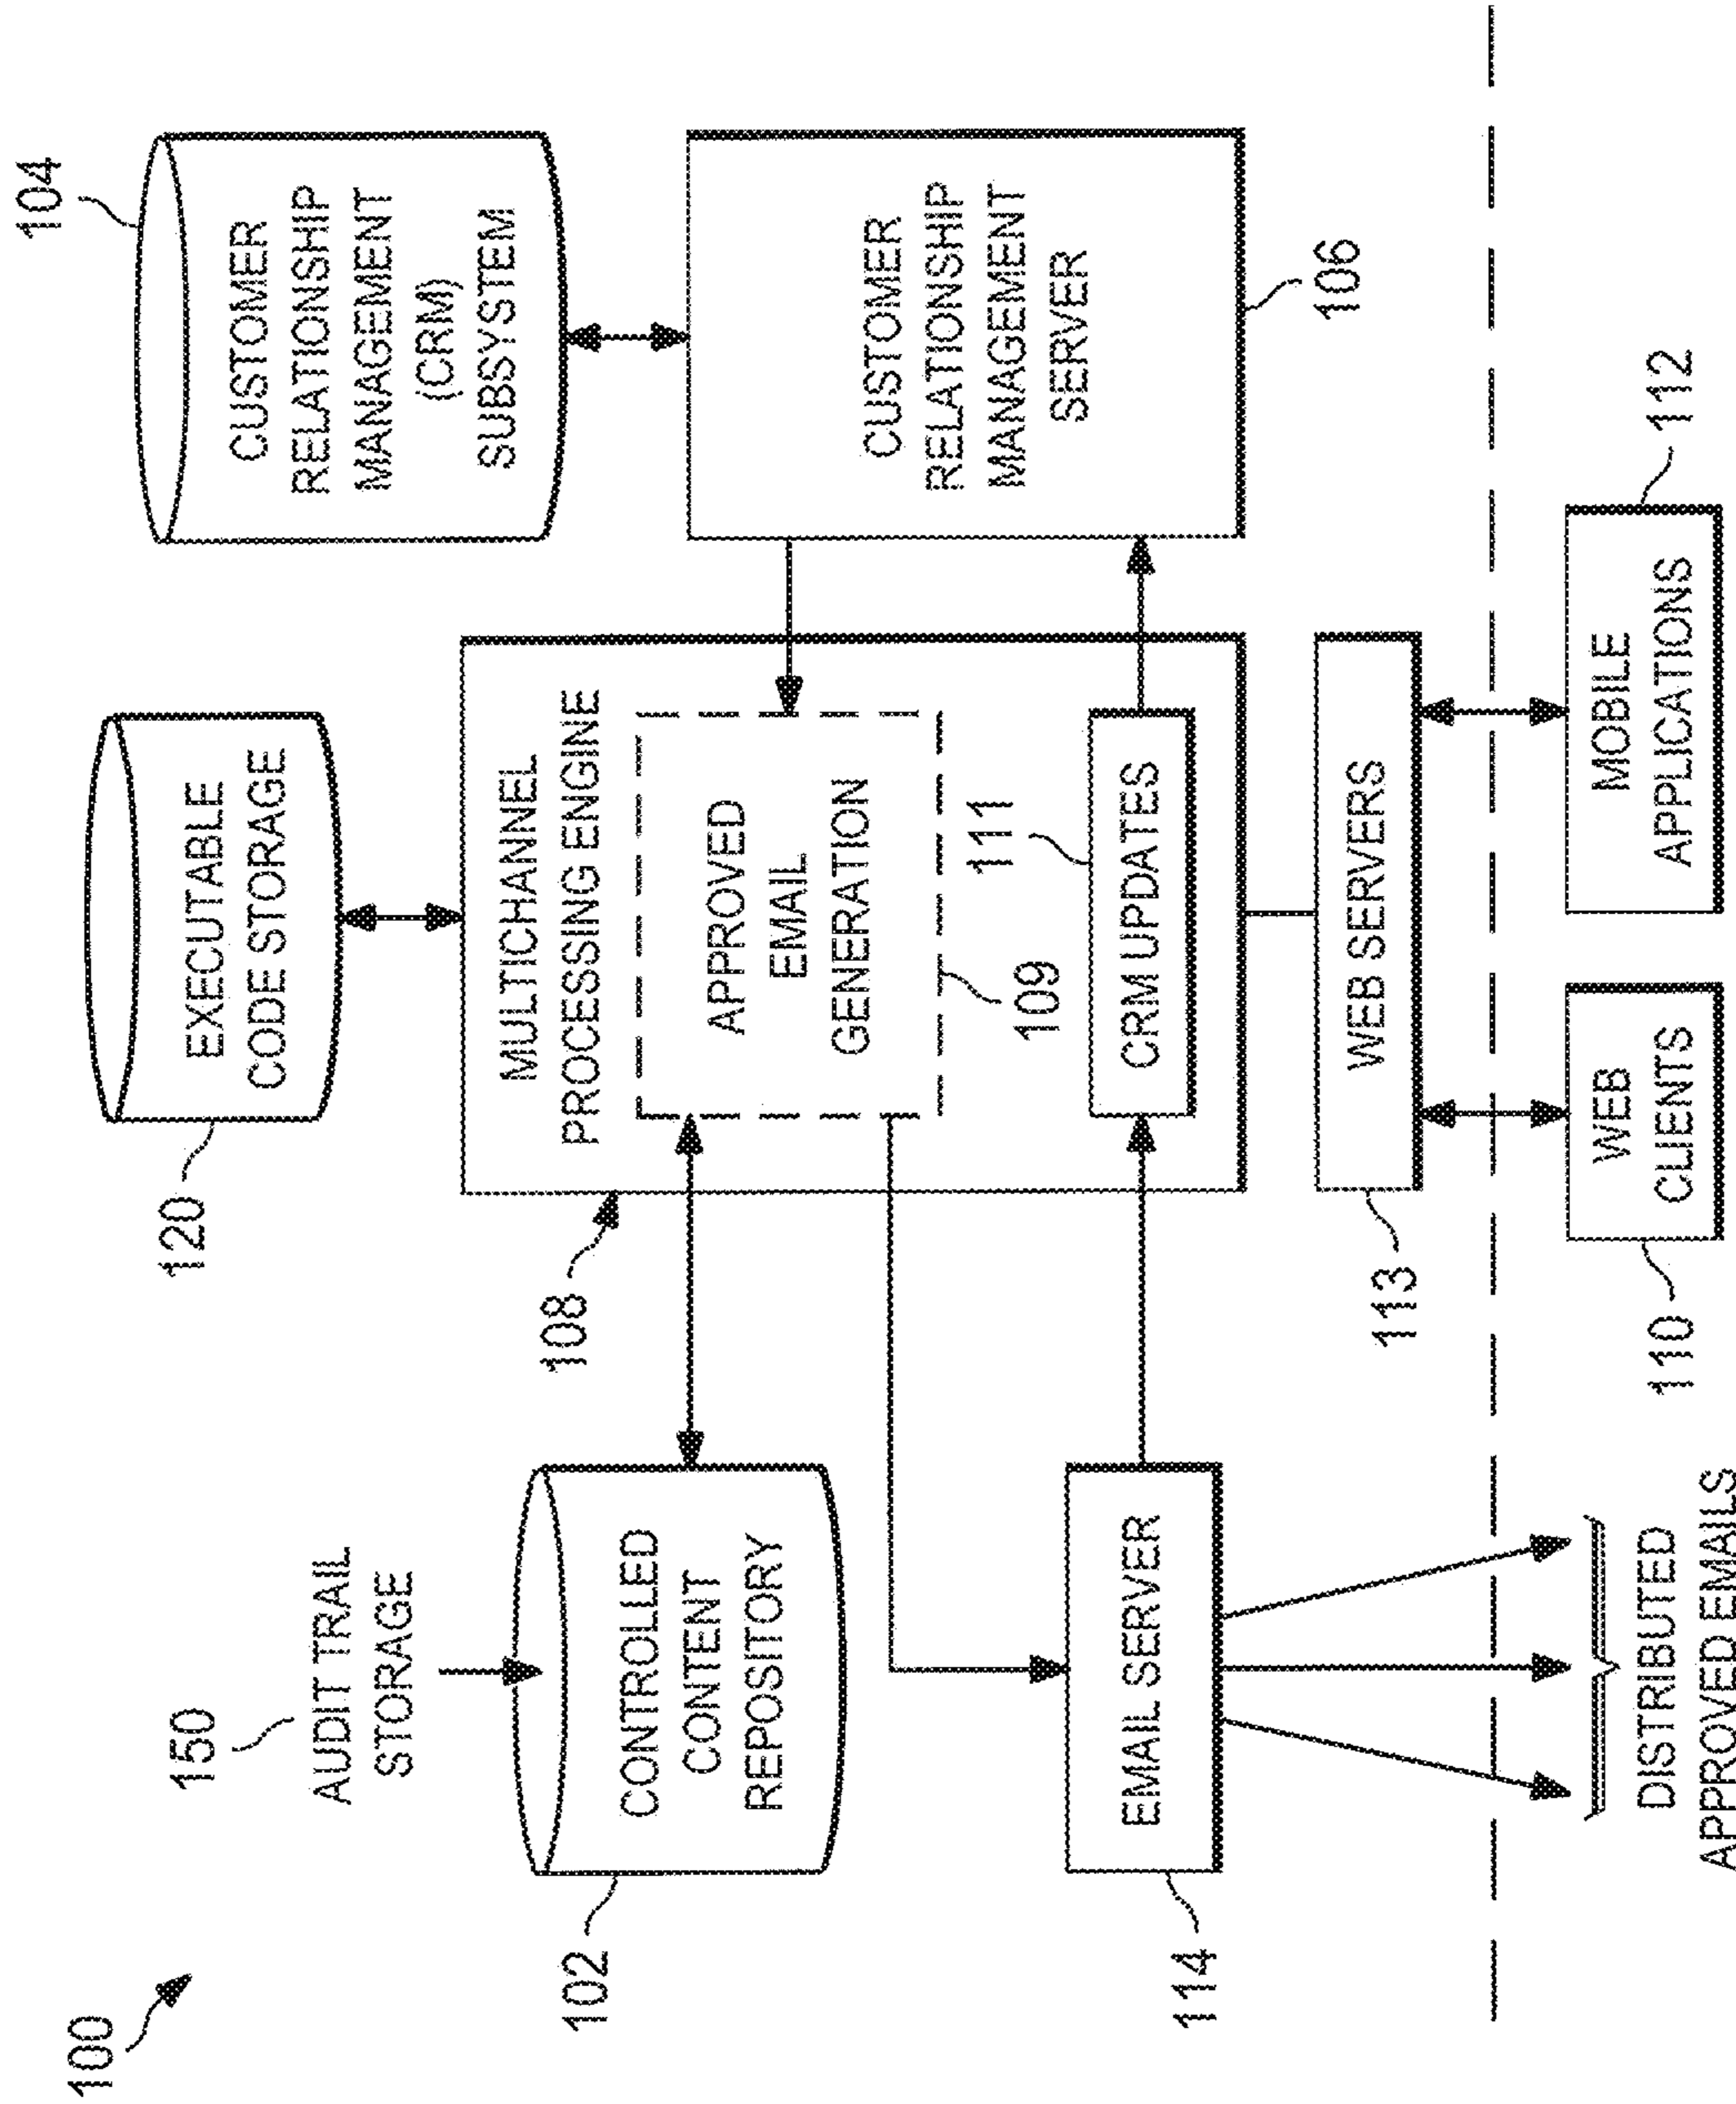 100
150
AUDIT TRAIL
STORAGE
CONTROLLED
CONTENT
REPOSITORY
102
EMAIL SERVER
114
DISTRIBUTED
APPROVED EMAILS
120
EXECUTABLE
CODE STORAGE
108
MULTICHANNEL
PROCESSING ENGINE
APPROVED
EMAIL
GENERATION
109
111
CRM UPDATES
WEB SERVERS
113
WEB
CLIENTS
110
MOBILE
APPLICATIONS
112
104
CUSTOMER
RELATIONSHIP
MANAGEMENT
(CRM)
SUBSYSTEM
CUSTOMER
RELATIONSHIP
MANAGEMENT
SERVER
106